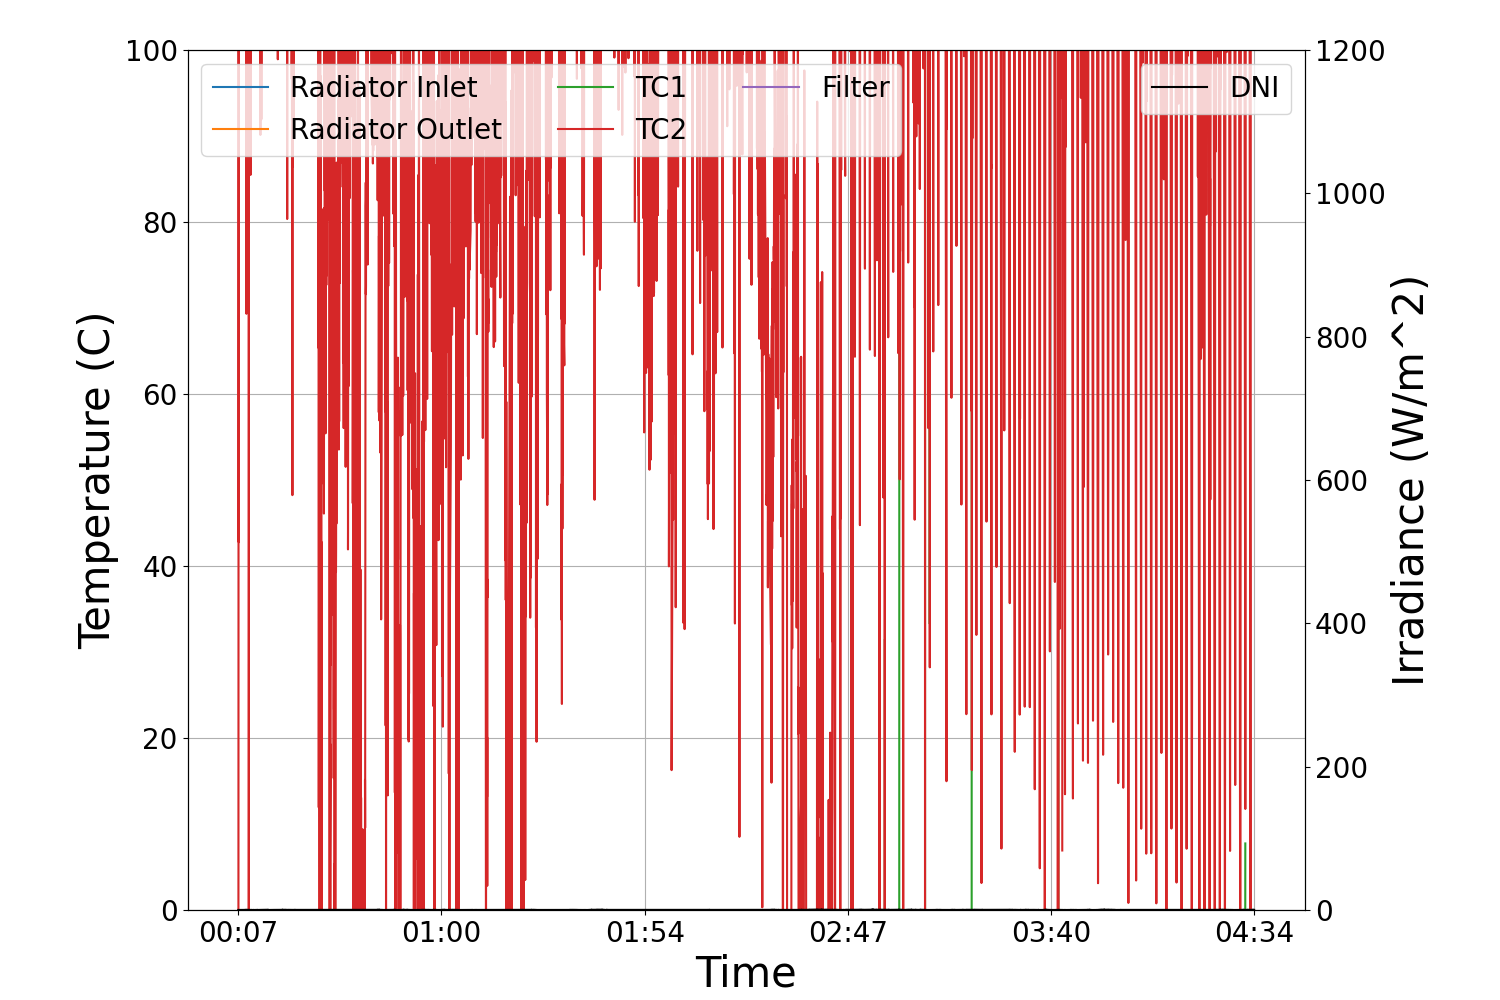 Radiator Inlet
Radiator Outlet
TC1
TC2
Filter
DNI
Temperature (C)
100
80
60
40
20
0
Irradiance (W/m^2)
1200
1000
800
600
400
200
0
00:07 01:00 01:54 02:47 03:40 04:34
Time